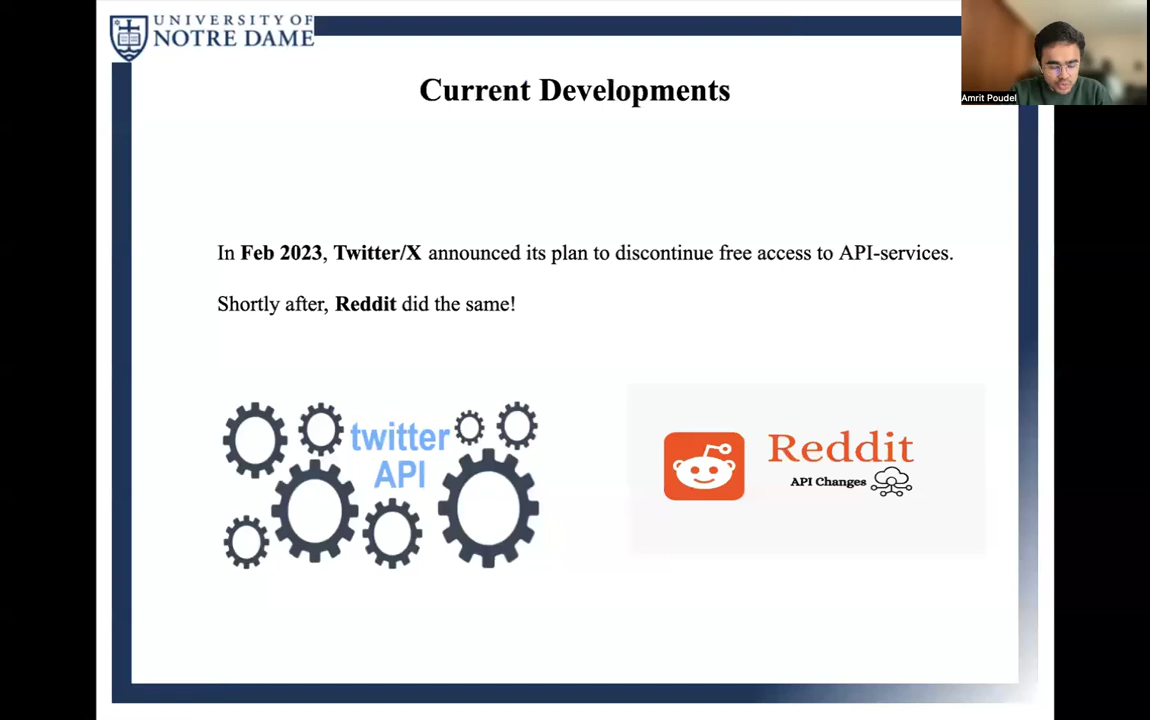 UNIVERSITY OF
NOTRE DAME
Amrit Poudel
Current Developments
In Feb 2023, Twitter/X announced its plan to discontinue free access to API-services.
Shortly after, Reddit did the same!
twitter
API
Reddit
API Changes